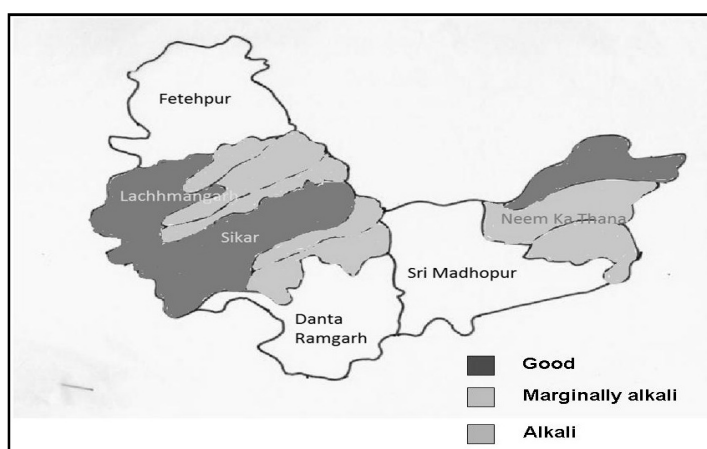 Fetehpur
Lachhmangarh
Sikar
Neem Ka Thana
Sri Madhopur
Danta
Ramgarh
Good
Marginally alkali
Alkali